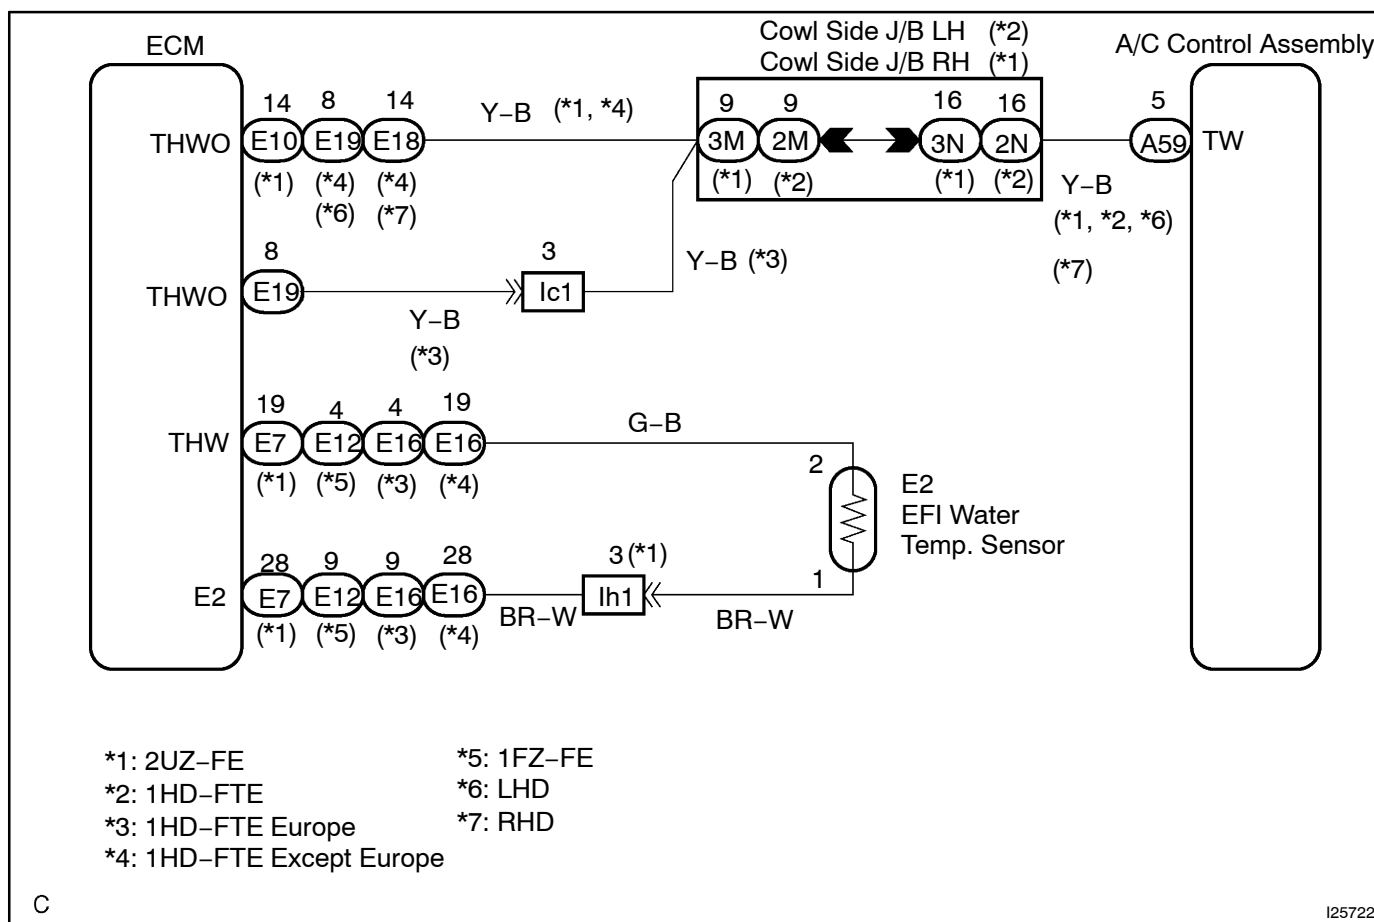 Cowl Side J/B LH (*2)
ECM
Cowl Side J/B RH (*1)
A/C Control Assembly
14 8 14
Y−B (*1, *4)
9 9 16 16
5
THWO E10 E19 E18
3M 2M 3N 2N
A59 TW
(*1) (*4) (*4)
(*1) (*2) (*1) (*2)
(*6) (*7)
Y−B
(*1, *2, *6)
(*7)
8
3
Y−B (*3)
THWO E19
Ic1
Y−B
(*3)
19 4 4 19
G−B
THW E7 E12 E16 E16
(*1) (*5) (*3) (*4)
2
E2
EFI Water
Temp. Sensor
1
28 9 9 28
3 (*1)
E2 E7 E12 E16 E16
Ih1
BR−W
BR−W
(*1) (*5) (*3) (*4)
*1: 2UZ−FE
*2: 1HD−FTE
*3: 1HD−FTE Europe
*4: 1HD−FTE Except Europe
*5: 1FZ−FE
*6: LHD
*7: RHD
C
I25722